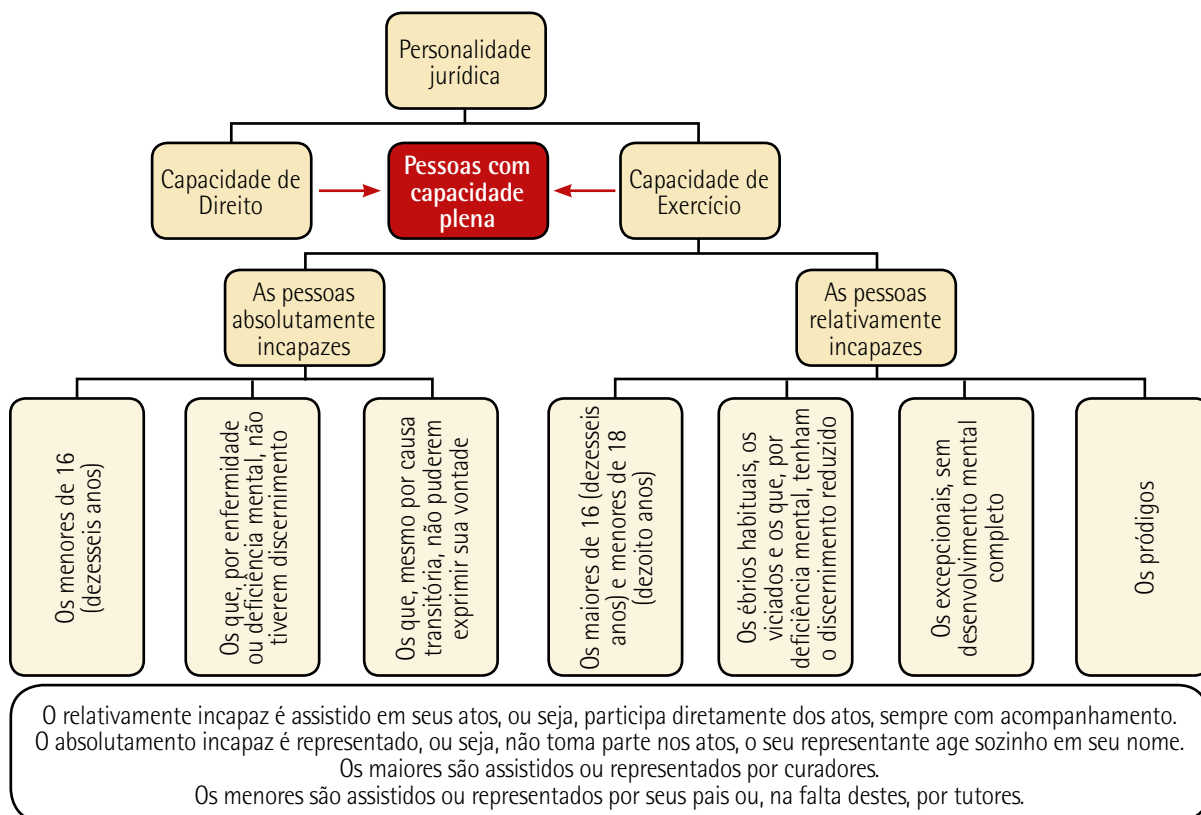 Personalidade
jurídica
Capacidade de
Direito
Pessoas com
capacidade
plena
Capacidade de
Exercício
As pessoas
absolutamente
incapazes
As pessoas
relativamente
incapazes
Os menores de 16
(dezesseis anos)
Os que, por enfermidade
ou deficiência mental, não
tiverem discernimento
Os que, mesmo por causa
transitória, não puderem
exprimir sua vontade
Os maiores de 16 (dezesseis
anos) e menores de 18
(dezoito anos)
Os ébrios habituais, os
viciados e os que, por
deficiência mental, tenham
o discernimento reduzido
Os excepcionais, sem
desenvolvimento mental
completo
Os pródigos
O relativamente incapaz é assistido em seus atos, ou seja, participa diretamente dos atos, sempre com acompanhamento.
O absolutamento incapaz é representado, ou seja, não toma parte nos atos, o seu representante age sozinho em seu nome.
Os maiores são assistidos ou representados por curadores.
Os menores são assistidos ou representados por seus pais ou, na falta destes, por tutores.